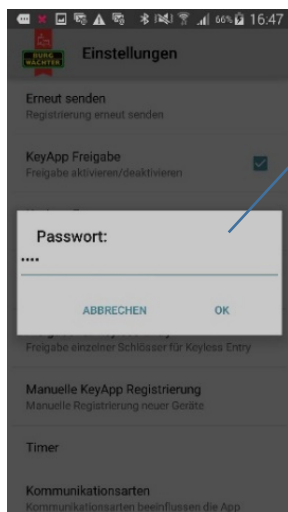 66% 16:47
BURG
WÄCHTER
Einstellungen
Erneut senden
Registrierung erneut senden
KeyApp Freigabe
Freigabe aktivieren/deaktivieren
Passwort:
....
ABBRECHEN OK
Freigabe einzelner Schlösser für Keyless Entry
Manuelle KeyApp Registrierung
Manuelle Registrierung neuer Geräte
Timer
Kommunikationsarten
Kommunikationsarten beeinflussen die App